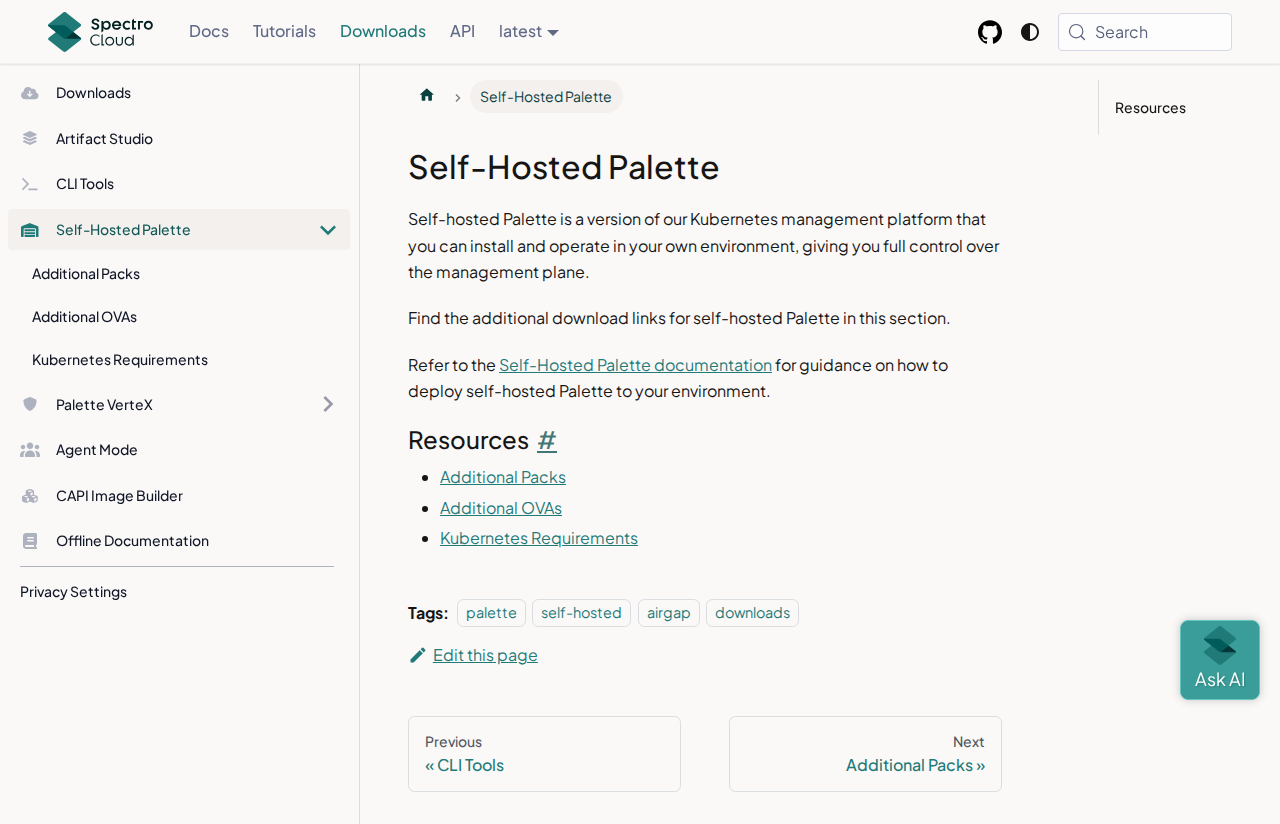 Spectro
Cloud
Docs
Tutorials
Downloads
API
latest
Search
Downloads
Artifact Studio
CLI Tools
Self-Hosted Palette
Additional Packs
Additional OVAs
Kubernetes Requirements
Palette VerteX
Agent Mode
CAPI Image Builder
Offline Documentation
Privacy Settings
Self-Hosted Palette
Self-Hosted Palette
Self-hosted Palette is a version of our Kubernetes management platform that
you can install and operate in your own environment, giving you full control over
the management plane.
Find the additional download links for self-hosted Palette in this section.
Refer to the Self-Hosted Palette documentation for guidance on how to
deploy self-hosted Palette to your environment.
Resources #
Additional Packs
Additional OVAs
Kubernetes Requirements
Tags: palette self-hosted airgap downloads
Edit this page
Previous
« CLI Tools
Next
Additional Packs »
Resources
Ask AI